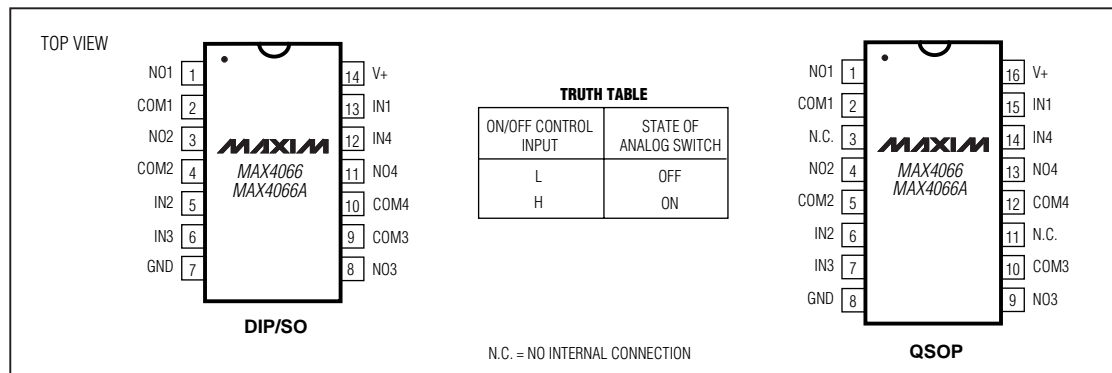 TOP VIEW
NO1 1
COM1 2
NO2 3
COM2 4
IN2 5
IN3 6
GND 7
14 V+
13 IN1
12 IN4
11 NO4
10 COM4
9 COM3
8 NO3
MAXIM
MAX4066
MAX4066A
DIP/SO
TRUTH TABLE
ON/OFF CONTROL INPUT
STATE OF ANALOG SWITCH
L OFF
H ON
N.C. = NO INTERNAL CONNECTION
NO1 1
COM1 2
N.C. 3
NO2 4
COM2 5
IN2 6
IN3 7
GND 8
16 V+
15 IN1
14 IN4
13 NO4
12 COM4
11 N.C.
10 COM3
9 NO3
MAXIM
MAX4066
MAX4066A
QSOP